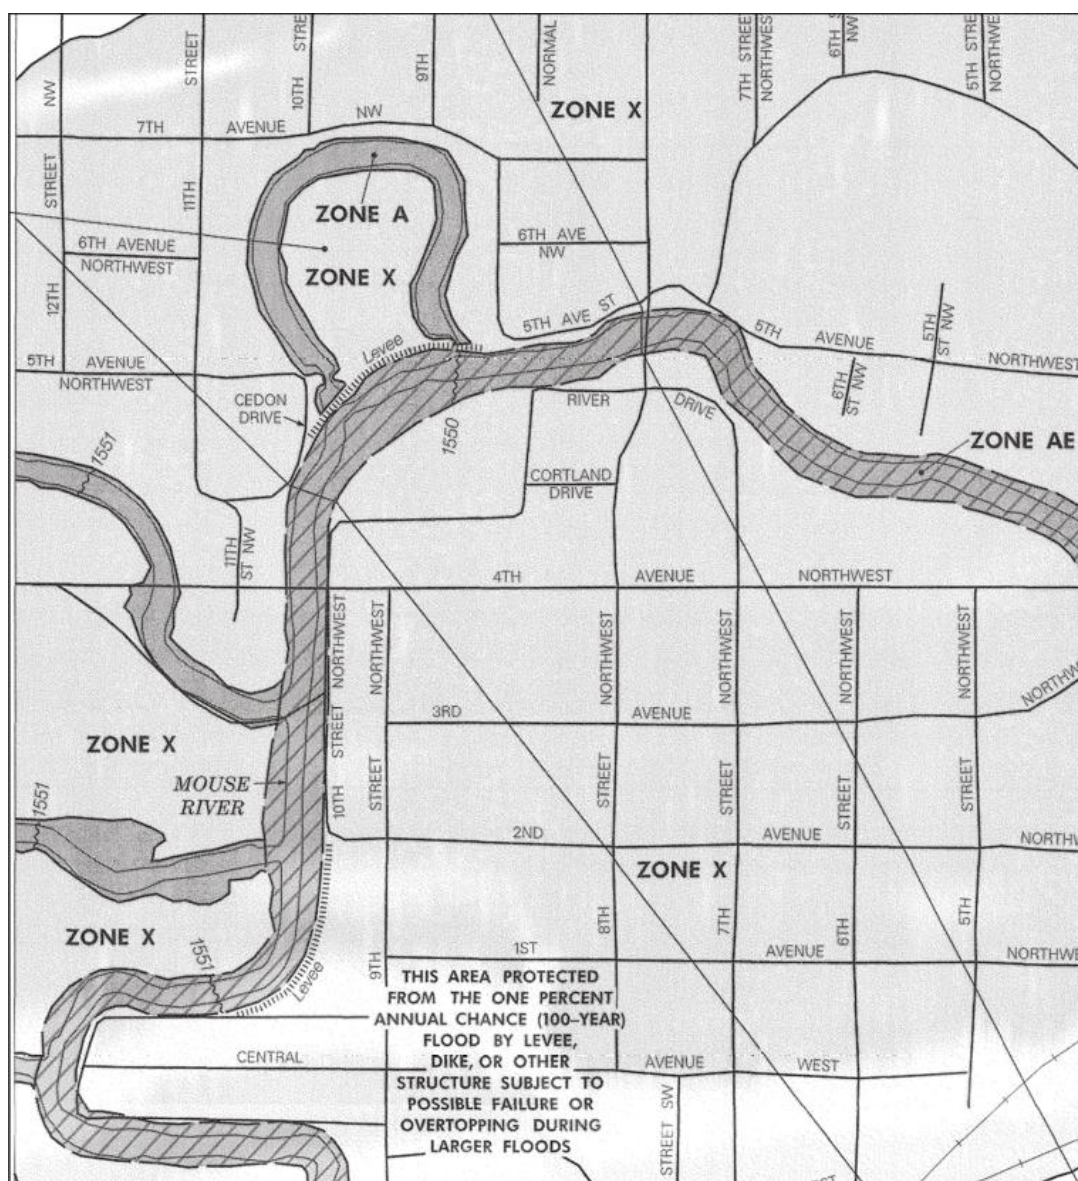 NW
STREET
10TH
STRE
9TH
NORMAL
7TH STREE
NORTHWES
6TH S
NW
5TH STRE
NORTHWE
ZONE X
7TH
AVENUE
NW
STREET
11TH
ZONE A
6TH AVENUE
NORTHWEST
ZONE X
6TH AVE
NW
12TH
5TH AVE ST
5TH
AVENUE
NORTHWEST
5TH
ST NW
5TH AVENUE
NORTHWEST
Levee
CEDON
DRIVE
1550
RIVER
DRIVE
6TH
ST NW
ZONE AE
1551
CORTLAND
DRIVE
11TH
ST NW
4TH
AVENUE
NORTHWEST
NORTHWEST
NORTHWEST
NORTHWEST
NORTHWEST
NORTHWEST
NORTHWEST
NORTHW
3RD
AVENUE
ZONE X
MOUSE
RIVER
STREET
10TH
STREET
STREET
STREET
STREET
STREET
1551
2ND
AVENUE
NORTHW
ZONE X
ZONE X
1551
Levee
9TH
8TH
7TH
6TH
5TH
1ST
AVENUE
NORTHWE
THIS AREA PROTECTED
FROM THE ONE PERCENT
ANNUAL CHANCE (100–YEAR)
FLOOD BY LEVEE,
DIKE, OR OTHER
STRUCTURE SUBJECT TO
POSSIBLE FAILURE OR
OVERTOPPING DURING
LARGER FLOODS
CENTRAL
AVENUE
WEST
STREET SW